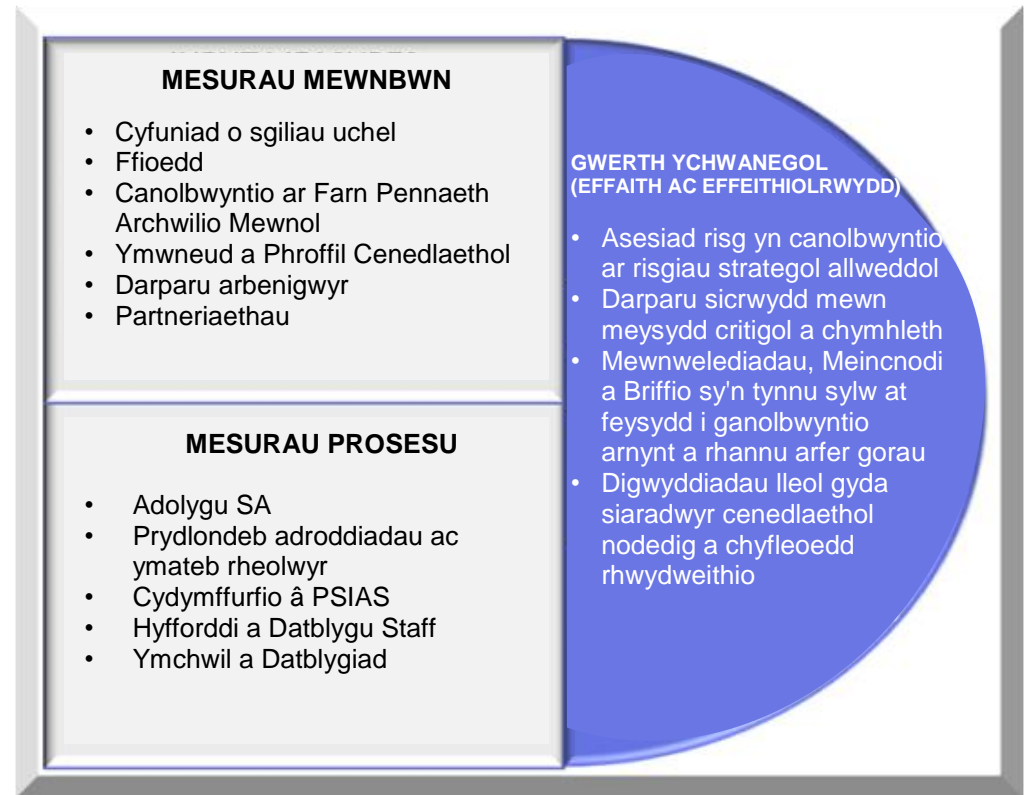 MESURAU MEWNBWN
• Cyfuniad o sgiliau uchel
• Ffioedd
• Canolbwyntio ar Farn Pennaeth
Archwilio Mewnol
• Ymwneud a Phroffil Cenedlaethol
• Darparu arbenigwyr
• Partneriaethau
MESURAU PROSESU
• Adolygu SA
• Prydlondeb adroddiadau ac
ymateb rheolwyr
• Cydymffurfio â PSIAS
• Hyfforddi a Datblygu Staff
• Ymchwil a Datblygiad
GWERTH YCHWANEGOL
(EFFAITH AC EFFEITHIOLRWYDD)
• Asesiad risg yn canolbwyntio
ar risgiau strategol allweddol
• Darparu sicrwydd mewn
meysydd critigol a chymhleth
• Mewnwelediadau, Meincnodi
a Briffio sy'n tynnu sylw at
feysydd i ganolbwyntio
arnynt a rhannu arfer gorau
• Digwyddiadau lleol gyda
siaradwyr cenedlaethol
nodedig a chyfleoedd
rhwydweithio